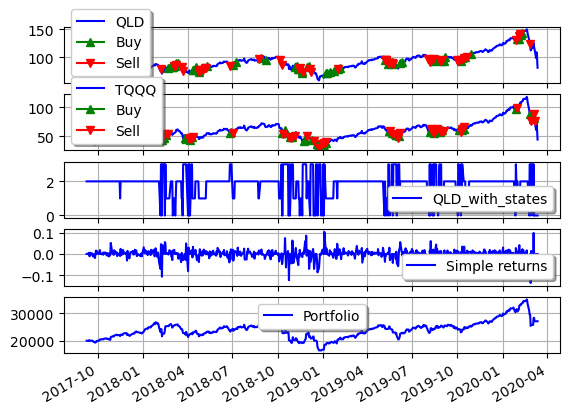 150
100
QLD
Buy
Sell
100
50
TQQQ
Buy
Sell
2
0
QLD_with_states
0.1
0.0
−0.1
Simple returns
30000
20000
Portfolio
2017-10 2018-01 2018-04 2018-07 2018-10 2019-01 2019-04 2019-07 2019-10 2020-01 2020-04